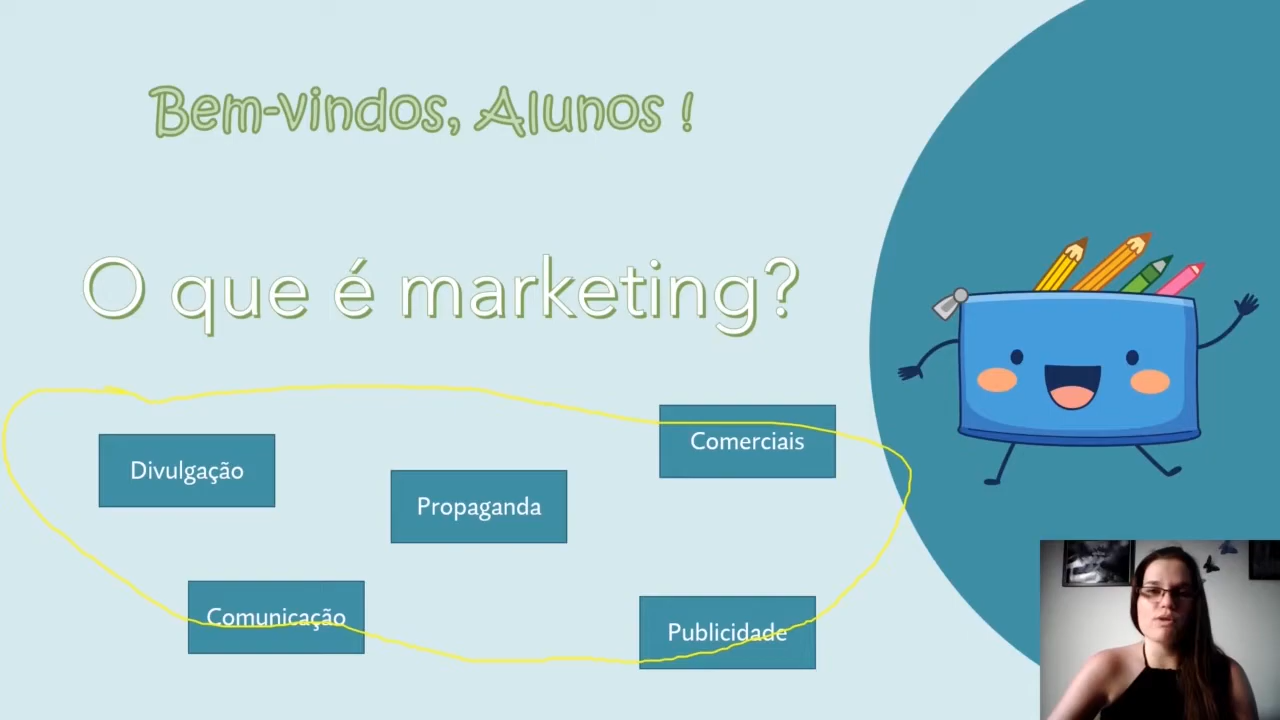 Bem-vindos, Alunos !
O que é marketing?
Divulgação
Propaganda
Comerciais
Comunicação
Publicidade